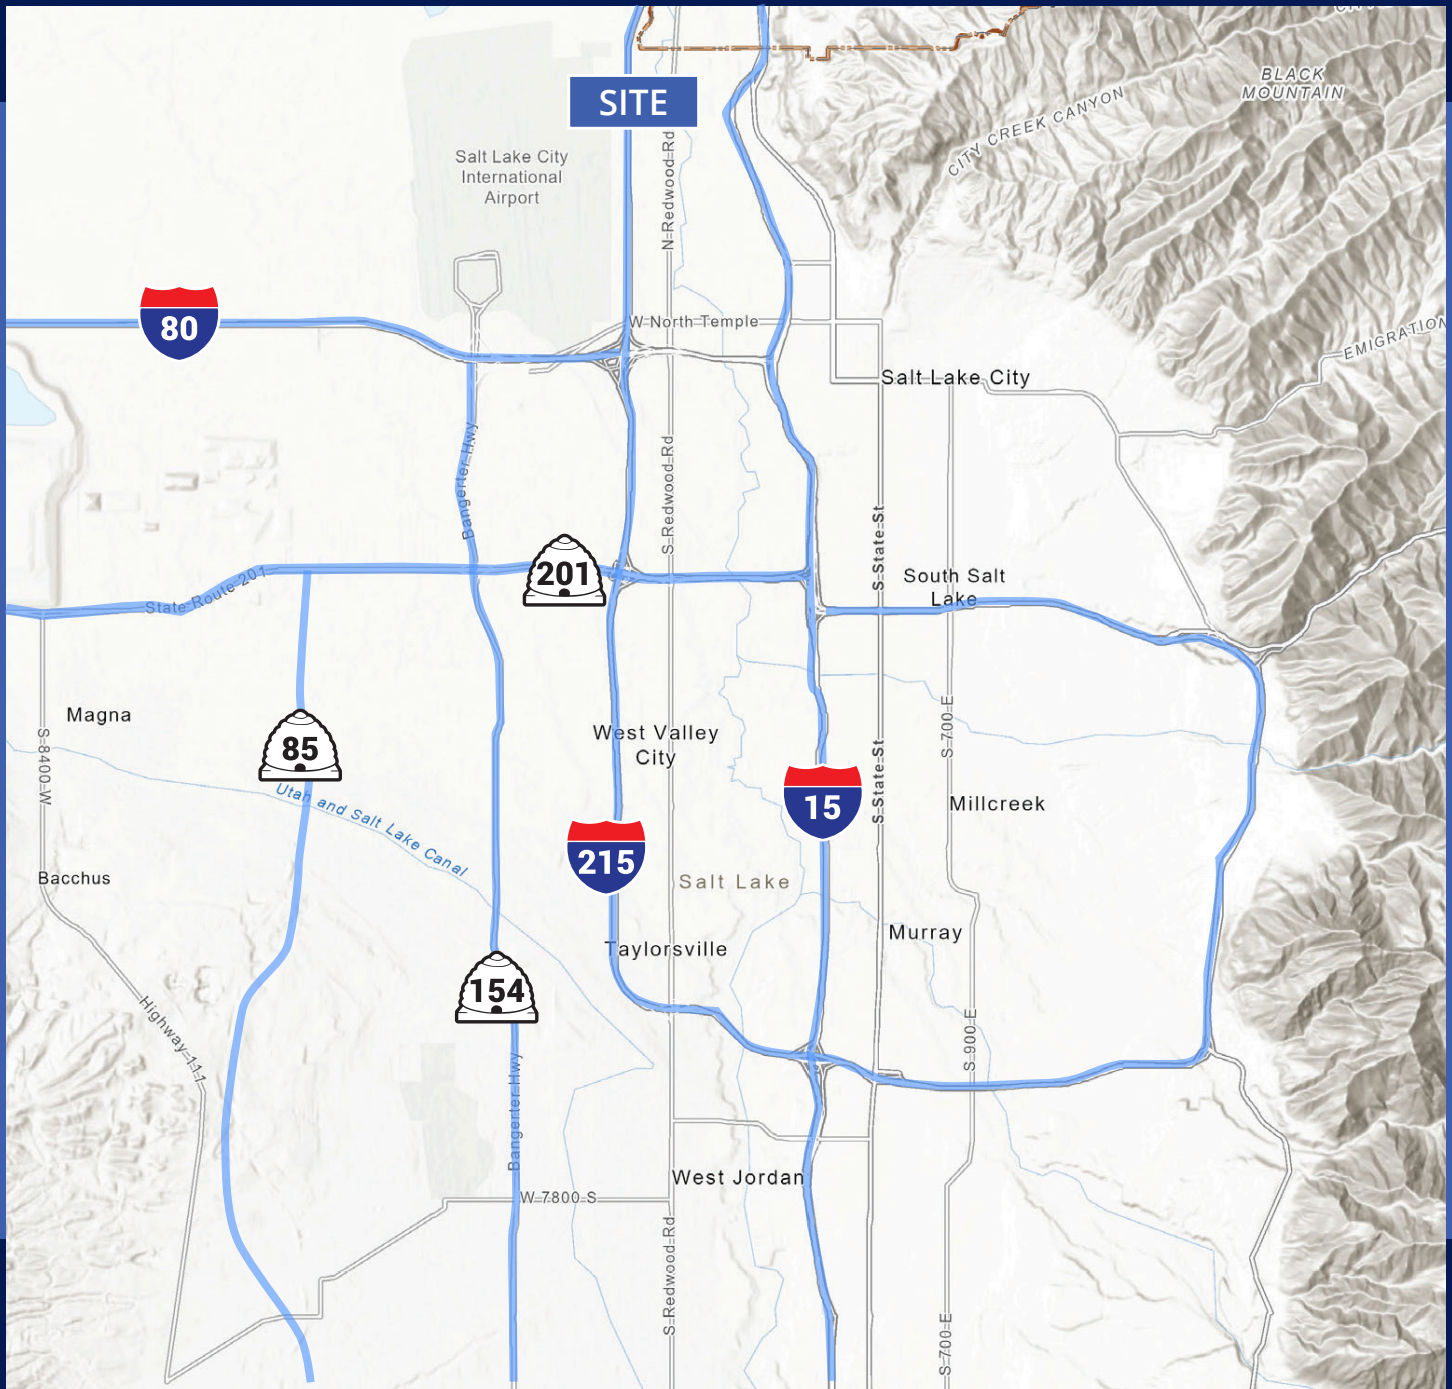 BLACK
MOUNTAIN
CITY CREEK CANYON
SITE
Salt Lake City
International
Airport
N Redwood Rd
80
W North Temple
EMIGRATION
Salt Lake City
Bangerter Hwy
S Redwood Rd
S State St
201
State Route 201
South Salt
Lake
Magna
85
S 8400 W
West Valley
City
S 700 E
S State St
15
Millcreek
Utah and Salt Lake Canal
215
Bacchus
Salt Lake
Murray
Taylorsville
154
Highway 111
S 900 E
Bangerter Hwy
West Jordan
W 7800 S
S Redwood Rd
S 700 E